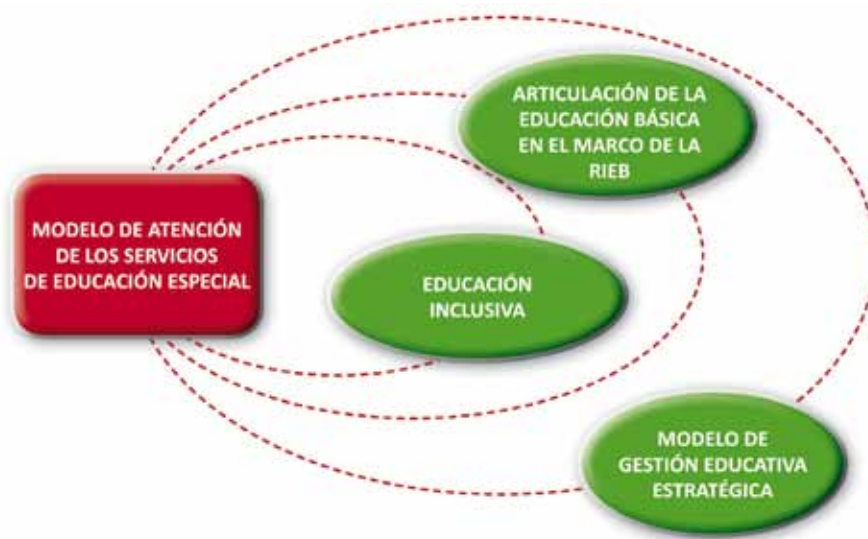 MODELO DE ATENCIÓN
DE LOS SERVICIOS
DE EDUCACIÓN ESPECIAL
ARTICULACIÓN DE LA
EDUCACIÓN BÁSICA
EN EL MARCO DE LA
RIEB
EDUCACIÓN
INCLUSIVA
MODELO DE
GESTIÓN EDUCATIVA
ESTRATÉGICA